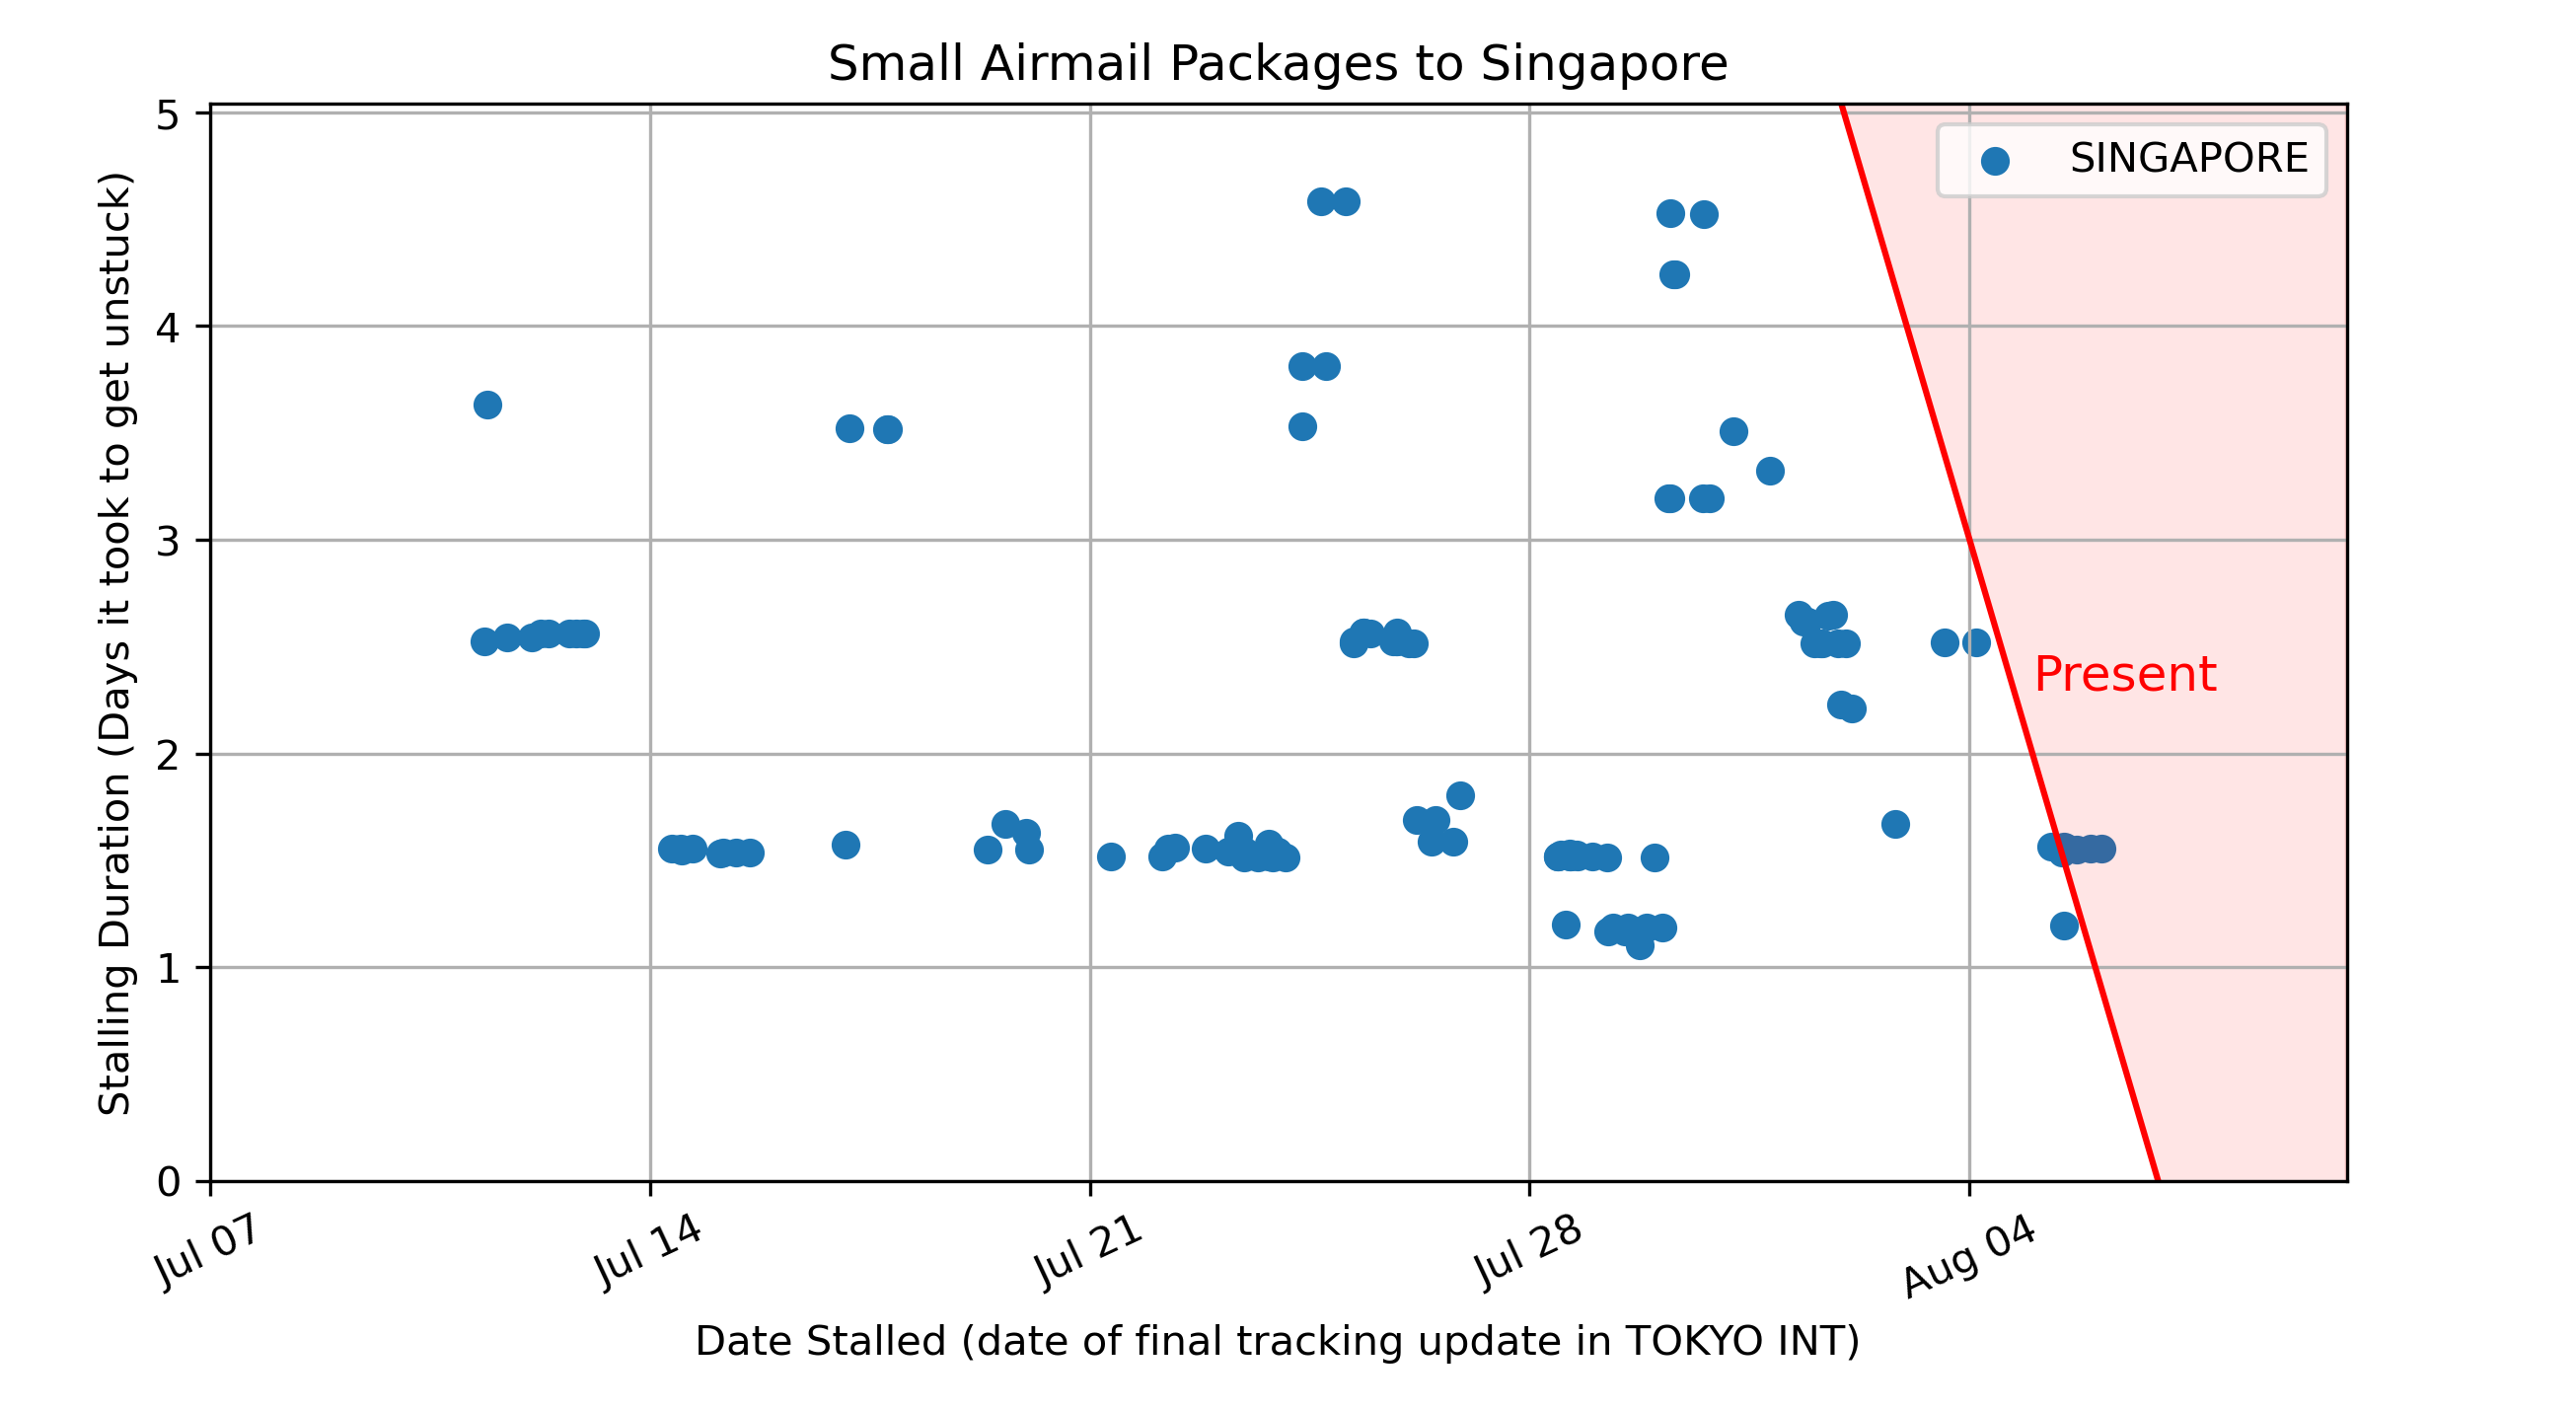 Small Airmail Packages to Singapore
5
4
3
2
1
0
Stalling Duration (Days it took to get unstuck)
SINGAPORE
Present
Jul 07
Jul 14
Jul 21
Jul 28
Aug 04
Date Stalled (date of final tracking update in TOKYO INT)